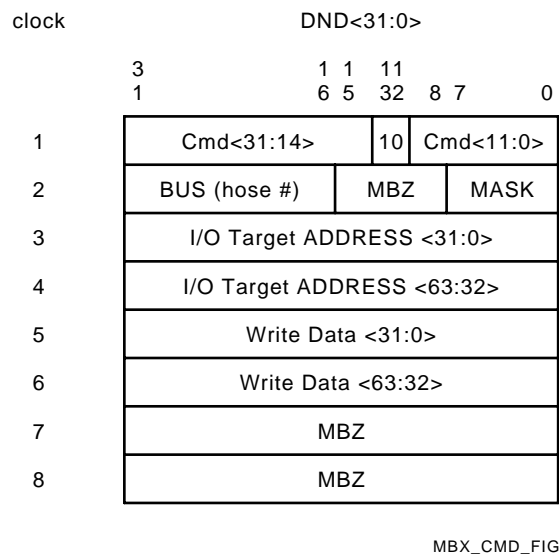 clock DND<31:0>
3 1 1 11
1 6 5 32 8 7 0
1 Cmd<31:14> 10 Cmd<11:0>
2 BUS (hose #) MBZ MASK
3 I/O Target ADDRESS <31:0>
4 I/O Target ADDRESS <63:32>
5 Write Data <31:0>
6 Write Data <63:32>
7 MBZ
8 MBZ
MBX_CMD_FIG